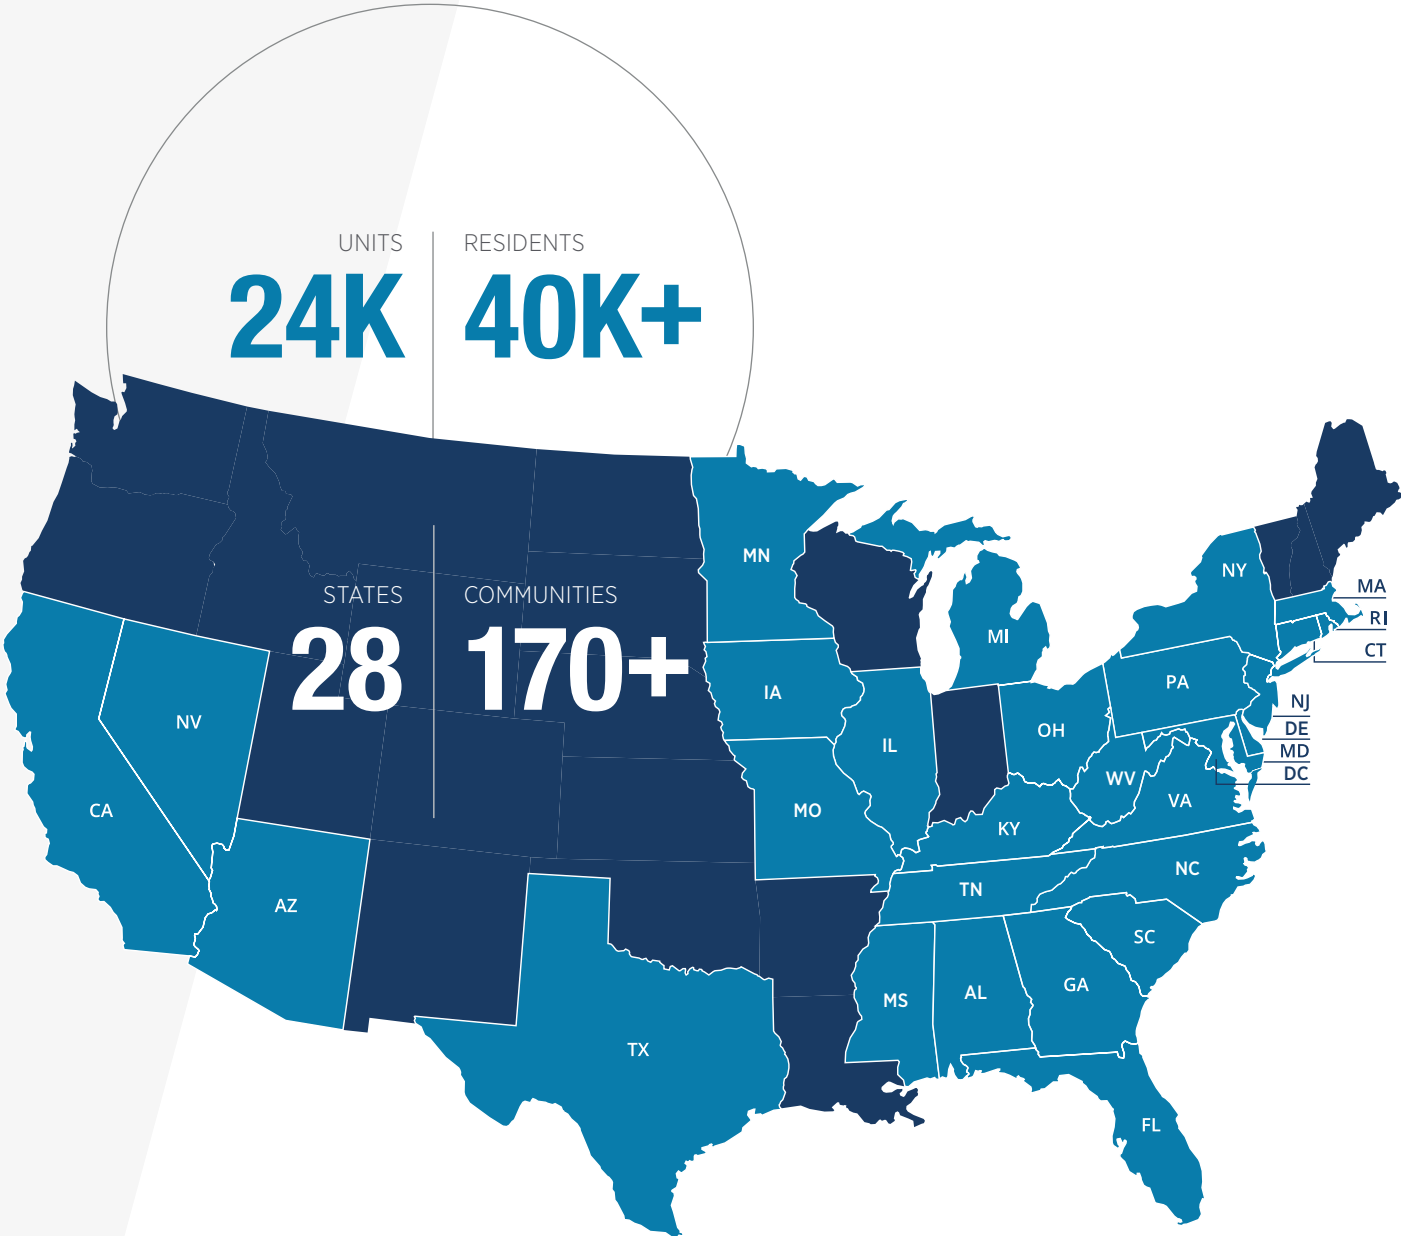 UNITS
24K
RESIDENTS
40K+
STATES
28
COMMUNITIES
170+
MN
NY
MA
RI
CT
MI
PA
IA
NJ
NV
DE
OH
IL
MD
DC
WV
VA
CA
MO
KY
NC
TN
AZ
SC
GA
AL
MS
TX
FL